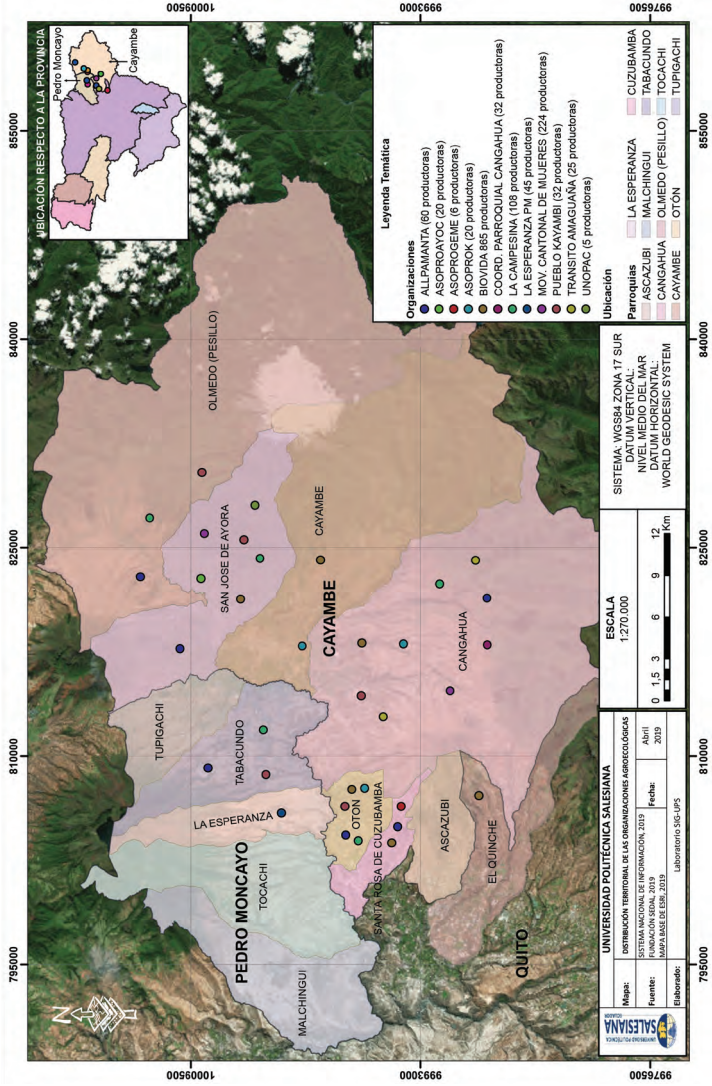 UBICACIÓN RESPECTO A LA PROVINCIA
Pedro Moncayo
Cayambe
795000
810000
825000
840000
855000
N
MALCHINGUI
PEDRO MONCAYO
TOCACHI
LA ESPERANZA
TABACUNDO
TUPIGACHI
SAN JOSE DE AYORA
OLMEDO (PESILLO)
CAYAMBE
CAYAMBE
OTON
SANTA ROSA DE CUZUBAMBA
CANGAHUA
ASCAZUBI
EL QUINCHE
QUITO
Leyenda Temática
Organizaciones
ALLPAMANTA (60 productoras)
ASOPROAYOC (20 productoras)
ASOPROGEME (6 productoras)
ASOPROK (20 productoras)
BIOVIDA 865 productoras)
COORD. PARROQUIAL CANGAHUA (32 productoras)
LA CAMPESINA (108 productoras)
LA ESPERANZA PM (45 productoras)
MOV. CANTONAL DE MUJERES (224 productoras)
PUEBLO KAYAMBI (32 productoras)
TRANSITO AMAGUAÑA (25 productoras)
UNOPAC (5 productoras)
Ubicación
Parroquias
ASCAZUBI
CANGAHUA
CAYAMBE
LA ESPERANZA
MALCHINGUI
OLMEDO (PESILLO)
OTÓN
CUZUBAMBA
TABACUNDO
TOCACHI
TUPIGACHI
UNIVERSIDAD POLITÉCNICA SALESIANA
Mapa: DISTRIBUCIÓN TERRITORIAL DE LAS ORGANIZACIONES AGROECOLÓGICAS
Fuente: SISTEMA NACIONAL DE INFORMACIÓN, 2019
FUNDACIÓN SEDAL, 2019
MAPA BASE DE ESRI, 2019
Fecha: Abril 2019
Elaborado: Laboratorio SIG-UPS
UNIVERSIDAD POLITÉCNICA
SALESIANA
ECUADOR
ESCALA
1:270.000
0 1,5 3 6 9 12 Km
SISTEMA: WGS84 ZONA 17 SUR
DATUM VERTICAL:
NIVEL MEDIO DEL MAR
DATUM HORIZONTAL:
WORLD GEODESIC SYSTEM
795000
810000
825000
840000
855000